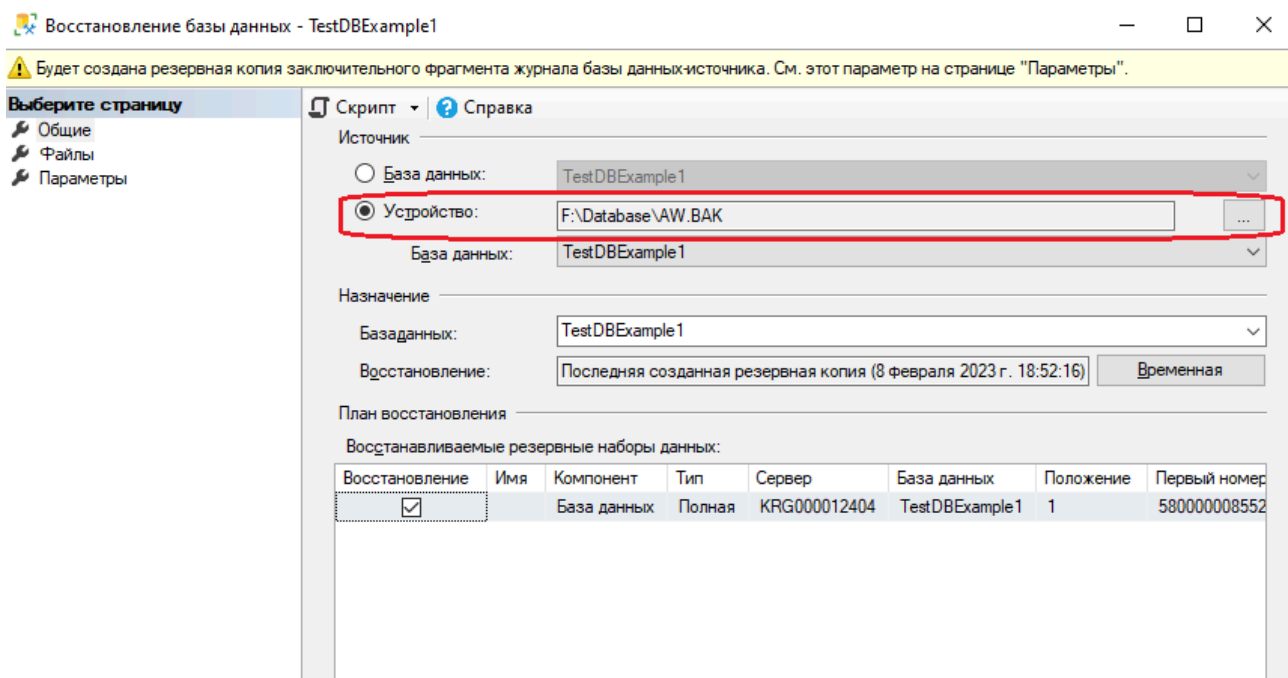 Восстановление базы данных - TestDBExample1
Будет создана резервная копия заключительного фрагмента журнала базы данных-источника. См. этот параметр на странице "Параметры".
Выберите страницу
Общие
Файлы
Параметры
Скрипт
Справка
Источник
База данных: TestDBExample1
Устройство: F:\Database\AW.BAK ...
База данных: TestDBExample1
Назначение
Базаданных: TestDBExample1
Восстановление: Последняя созданная резервная копия (8 февраля 2023 г. 18:52:16) Временная
План восстановления
Восстанавливаемые резервные наборы данных:
Восстановление Имя Компонент Тип Сервер База данных Положение Первый номер
База данных Полная KRG000012404 TestDBExample1 1 580000008552